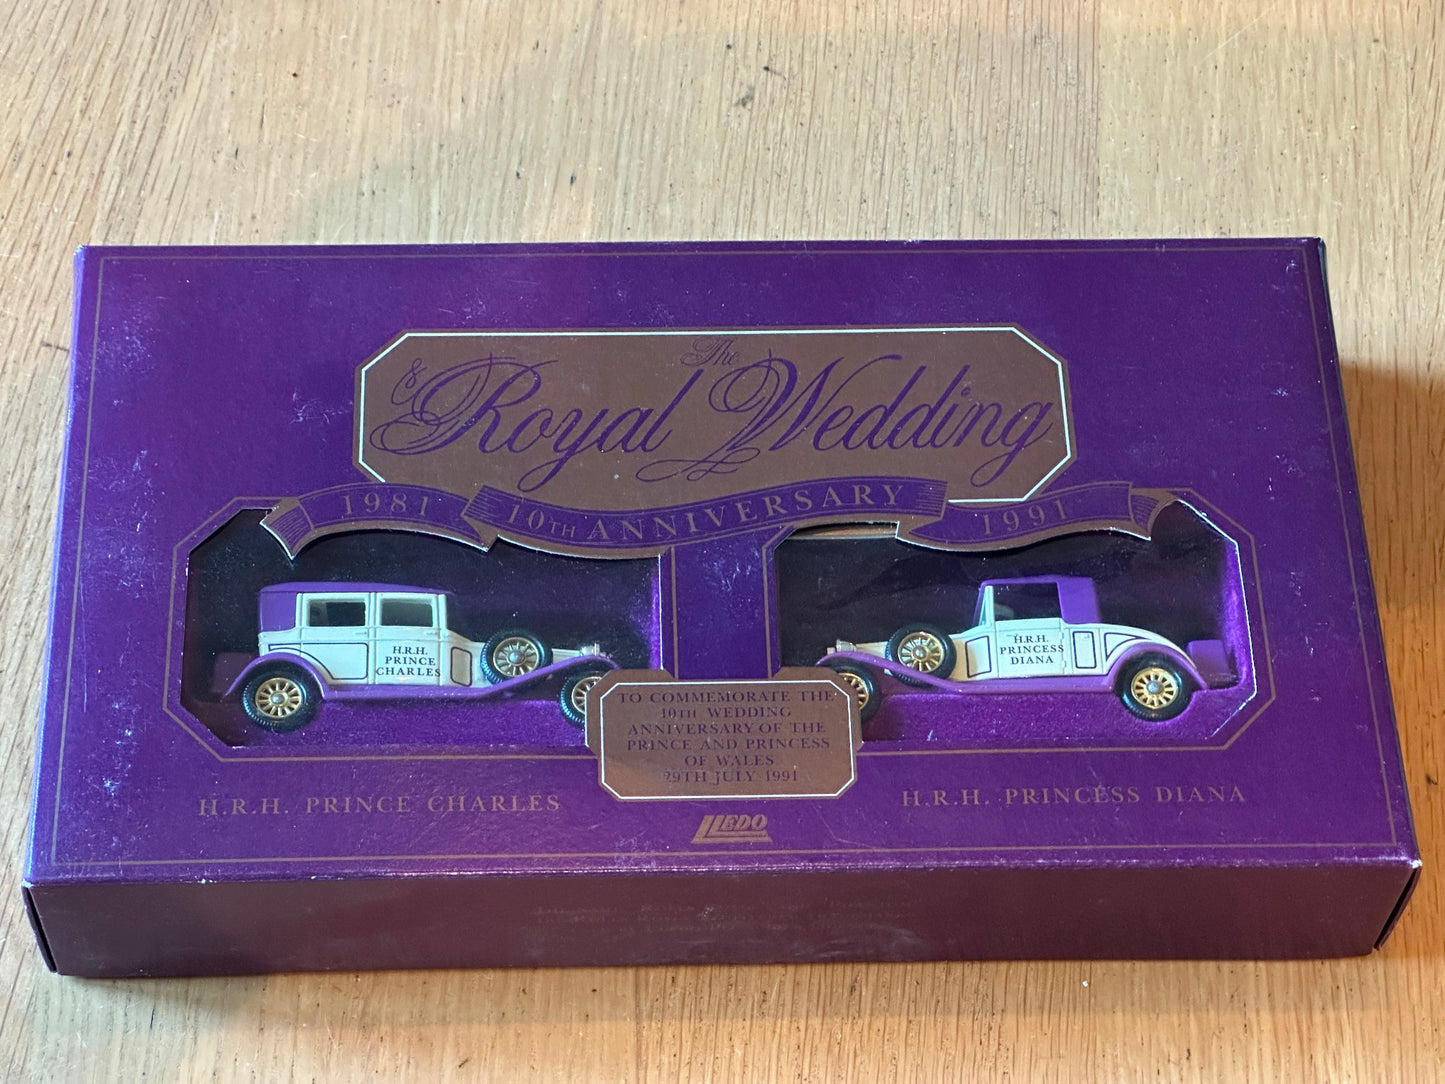 The
Royal Wedding
1981 10TH ANNIVERSARY 1991
H.R.H.
PRINCE
CHARLES
H.R.H.
PRINCESS
DIANA
TO COMMEMORATE THE
10TH WEDDING
ANNIVERSARY OF THE
PRINCE AND PRINCESS
OF WALES
29TH JULY 1991
H.R.H. PRINCE CHARLES
H.R.H. PRINCESS DIANA
LLEDO